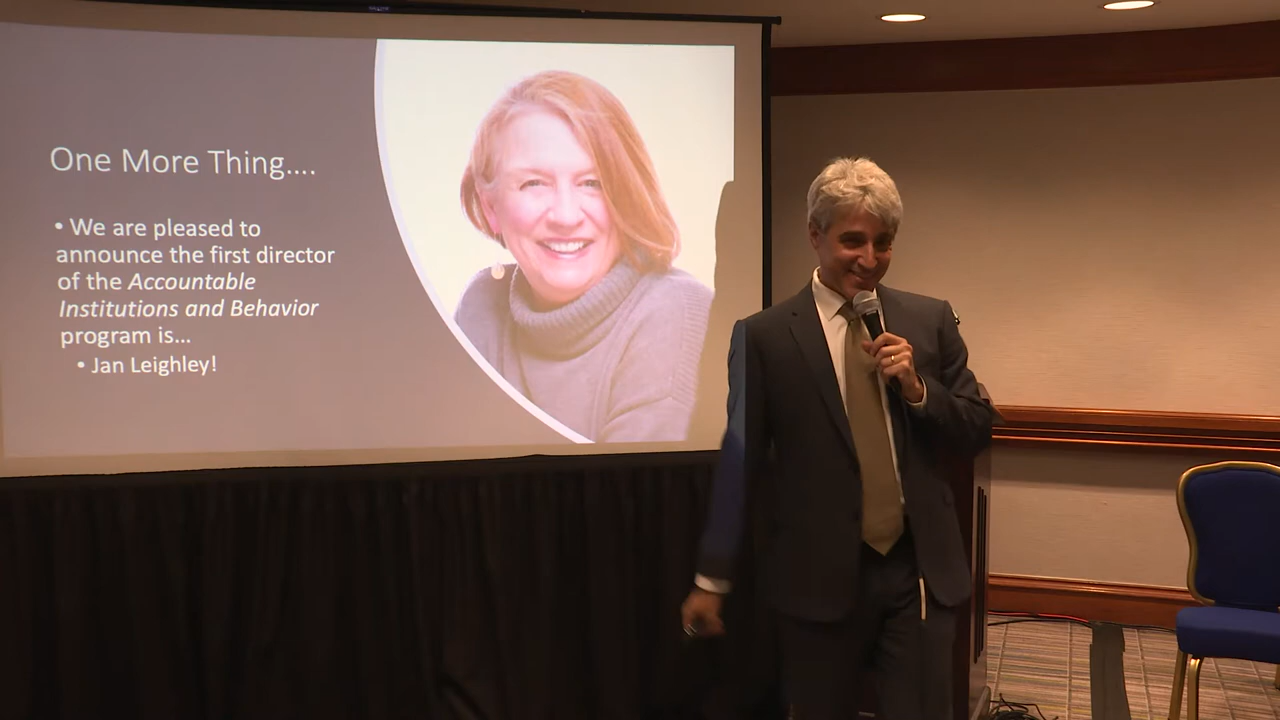 One More Thing....
• We are pleased to
announce the first director
of the Accountable
Institutions and Behavior
program is...
• Jan Leighley!